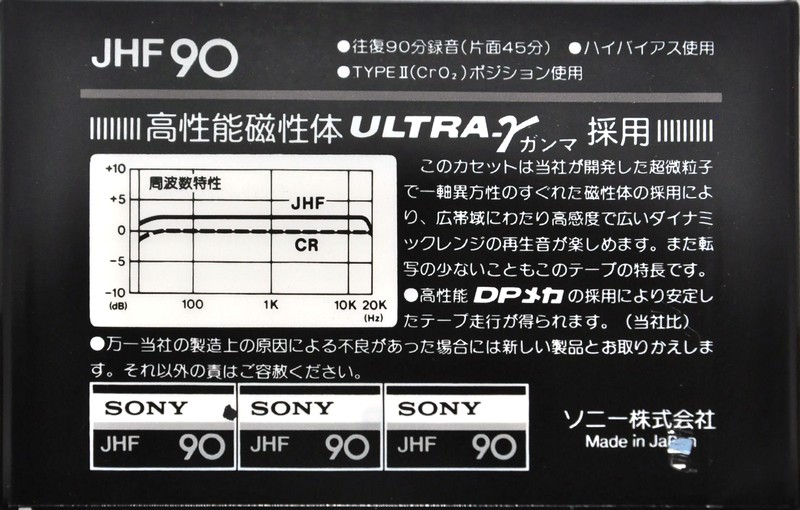 JHF 90
●往復90分録音(片面45分) ●ハイバイアス使用
●TYPEⅡ(CrO₂)ポジション使用
高性能磁性体 ULTRA-γ ガンマ 採用
+10
+5
0
-5
-10
(dB)
周波数特性
JHF
CR
100
1K
10K
20K
(Hz)
このカセットは当社が開発した超微粒子
で一軸異方性のすぐれた磁性体の採用によ
り、広帯域にわたり高感度で広いダイナミ
ックレンジの再生音が楽しめます。また転
写の少ないこともこのテープの特長です。
●高性能 DPメカ の採用により安定し
たテープ走行が得られます。(当社比)
●万一当社の製造上の原因による不良があった場合には新しい製品とお取りかえしま
す。それ以外の責はご容赦ください。
SONY
JHF 90
SONY
JHF 90
SONY
JHF 90
ソニー株式会社
Made in Japan